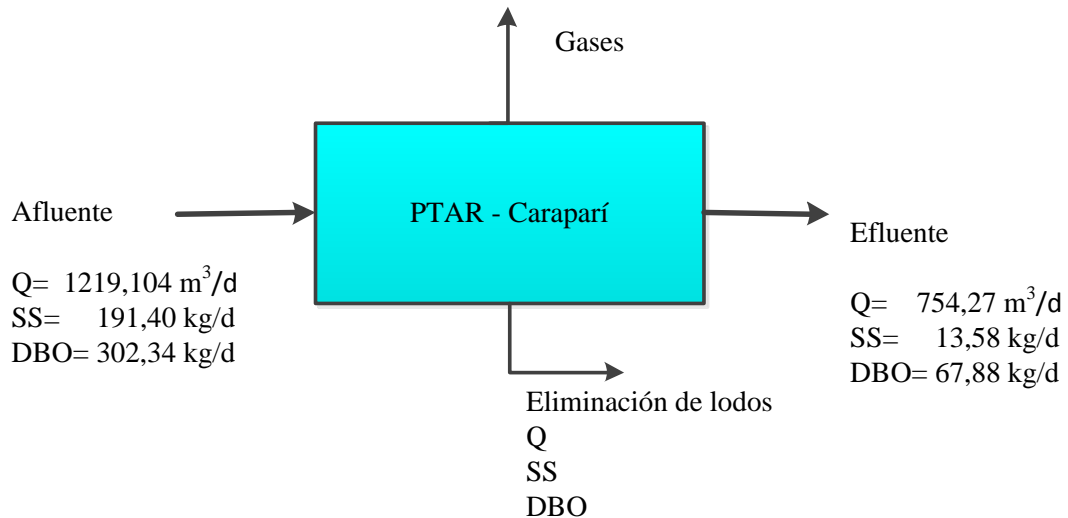 Gases
Afluente
PTAR - Caraparí
Efluente
Q= 1219,104 m³/d
SS= 191,40 kg/d
DBO= 302,34 kg/d
Q= 754,27 m³/d
SS= 13,58 kg/d
DBO= 67,88 kg/d
Eliminación de lodos
Q
SS
DBO